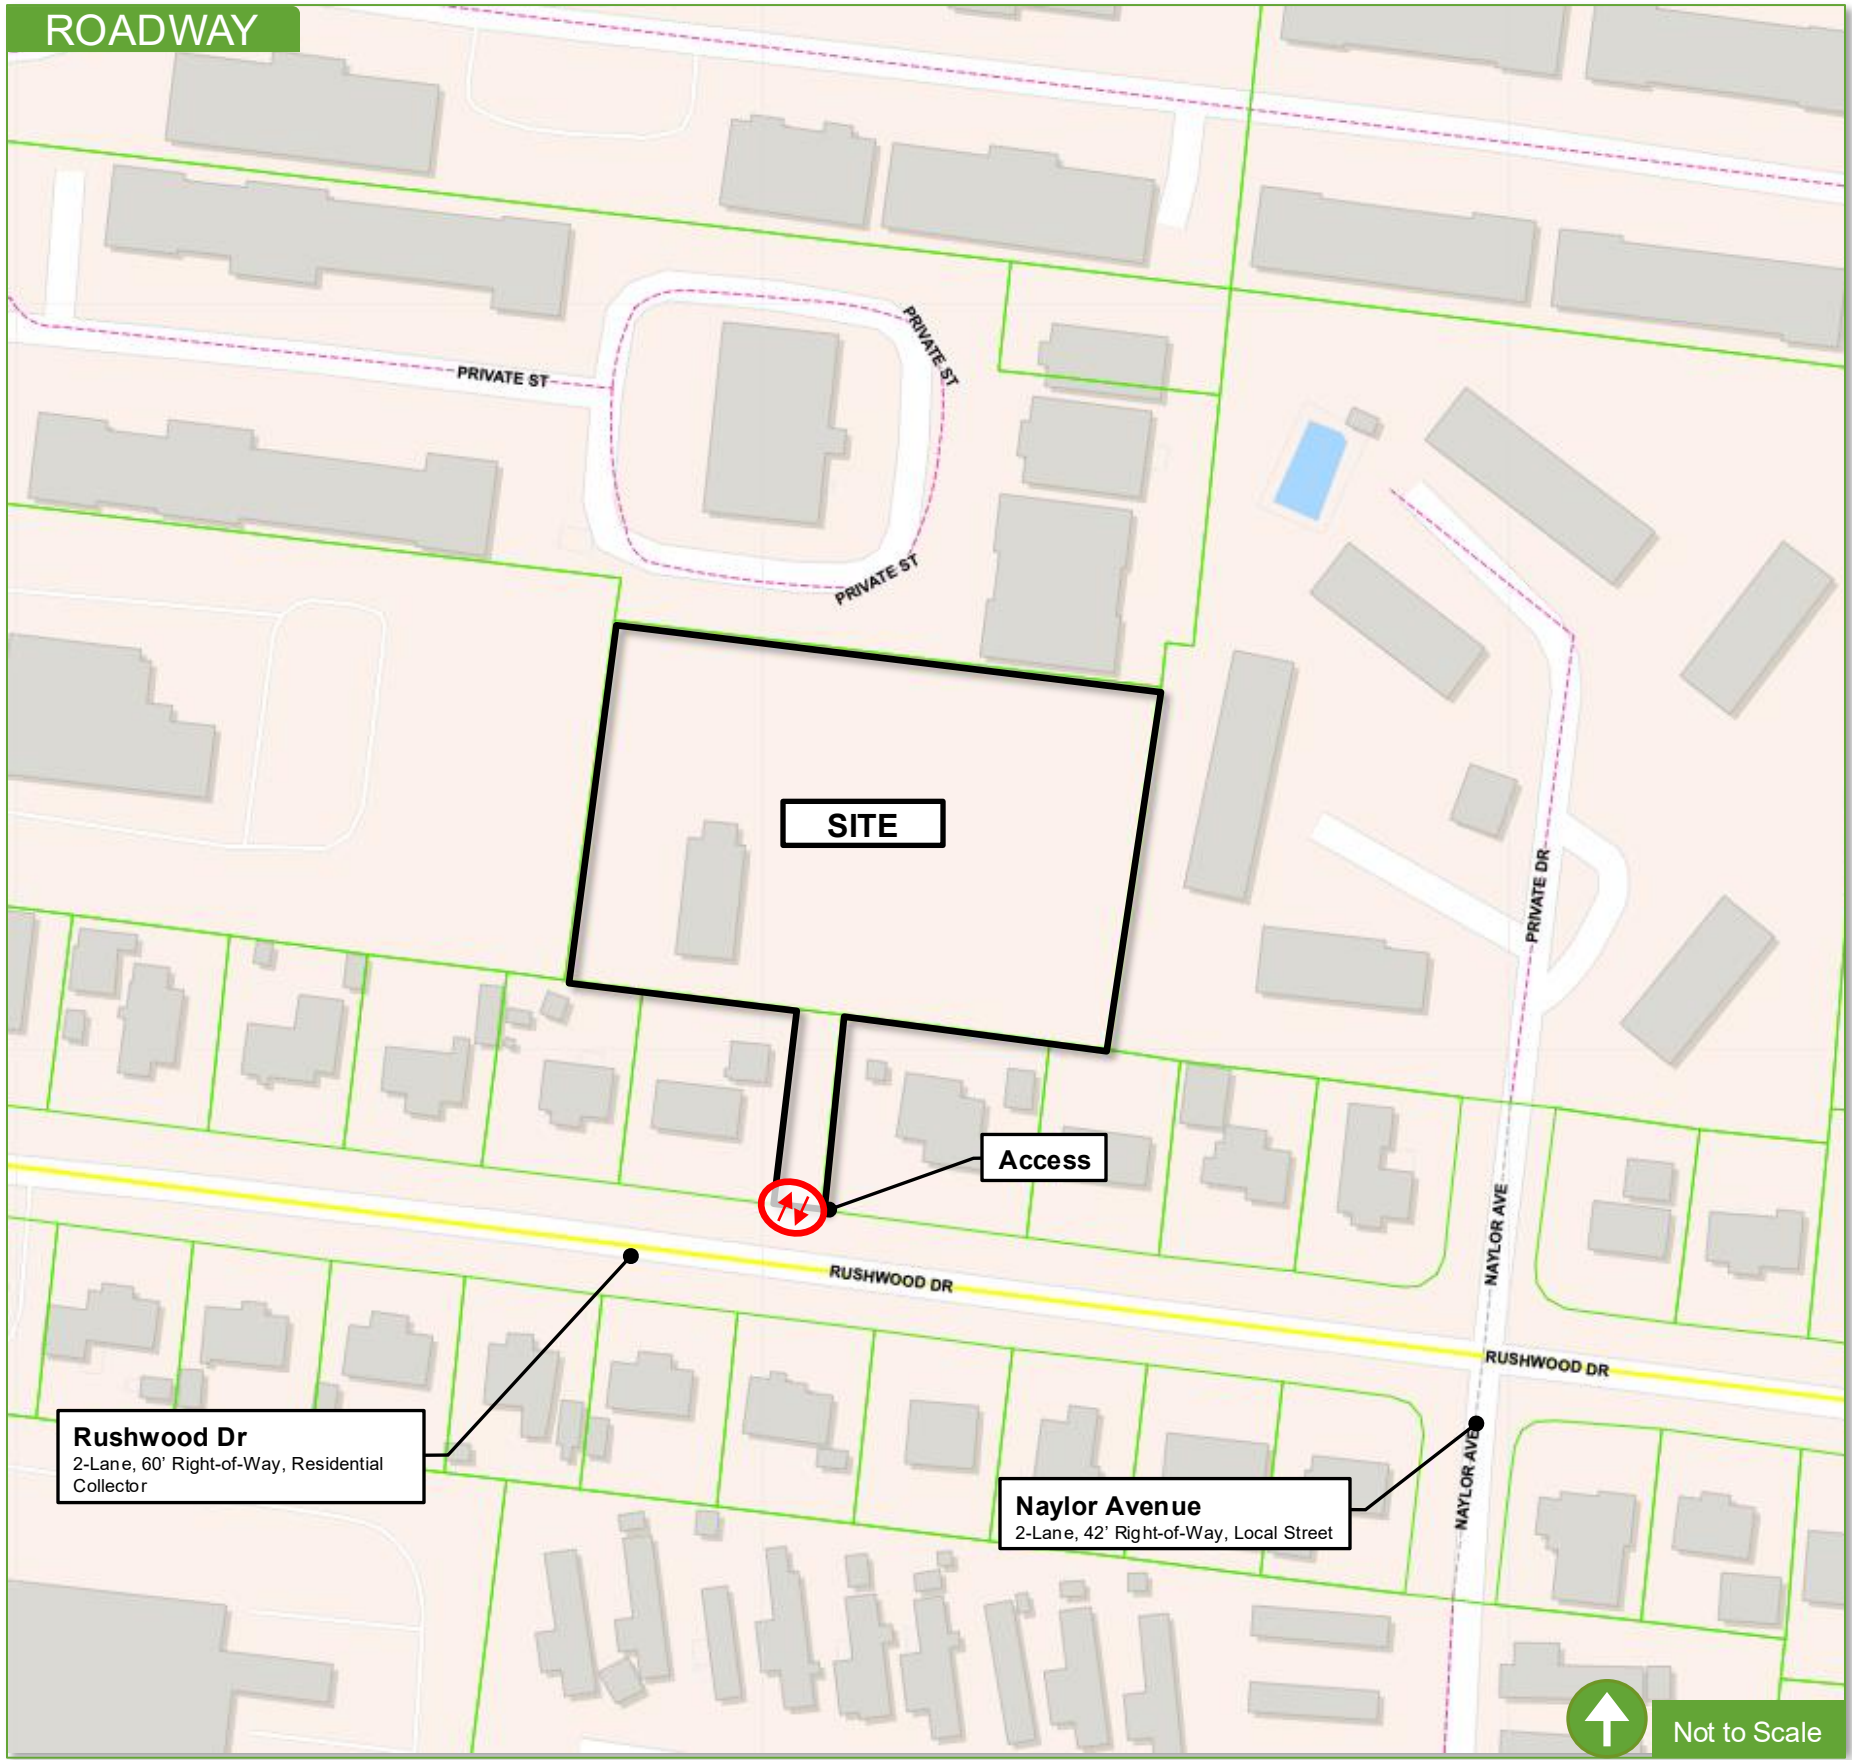 ROADWAY
PRIVATE ST
PRIVATE ST
PRIVATE ST
SITE
PRIVATE DR
Access
NAYLOR AVE
RUSHWOOD DR
RUSHWOOD DR
Rushwood Dr
2-Lane, 60’ Right-of-Way, Residential
Collector
NAYLOR AVE
Naylor Avenue
2-Lane, 42’ Right-of-Way, Local Street
Not to Scale